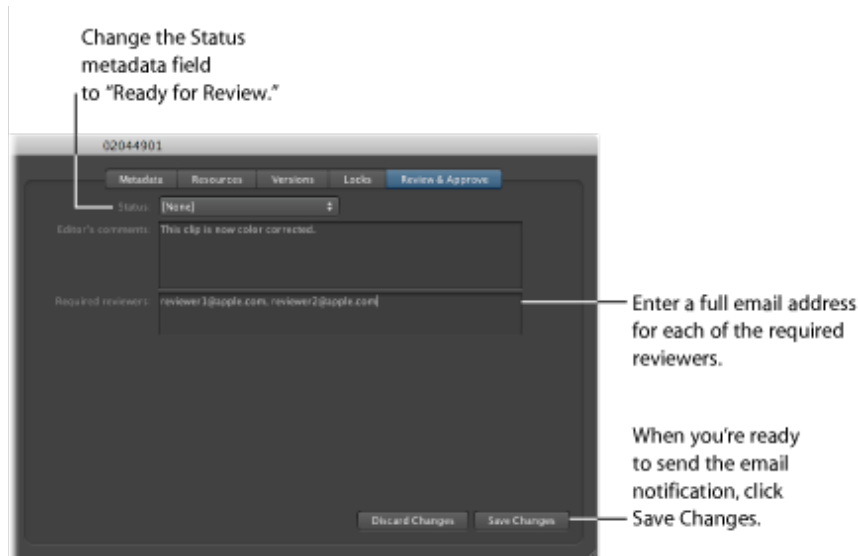 Change the Status
metadata field
to “Ready for Review.”
02044901
Metadata Resources Versions Locks Review & Approve
Status: [None]
Editor's comments: This clip is now color corrected.
Required reviewers: reviewer1@apple.com, reviewer2@apple.com
Enter a full email address
for each of the required
reviewers.
When you’re ready
to send the email
notification, click
Save Changes.
Discard Changes Save Changes